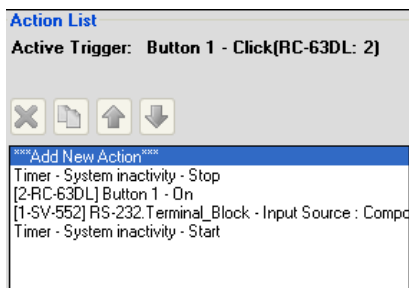 Action List
Active Trigger: Button 1 - Click(RC-63DL: 2)
***Add New Action***
Timer - System inactivity - Stop
[2-RC-63DL] Button 1 - On
[1-SV-552] RS-232.Terminal_Block - Input Source : Compo
Timer - System inactivity - Start